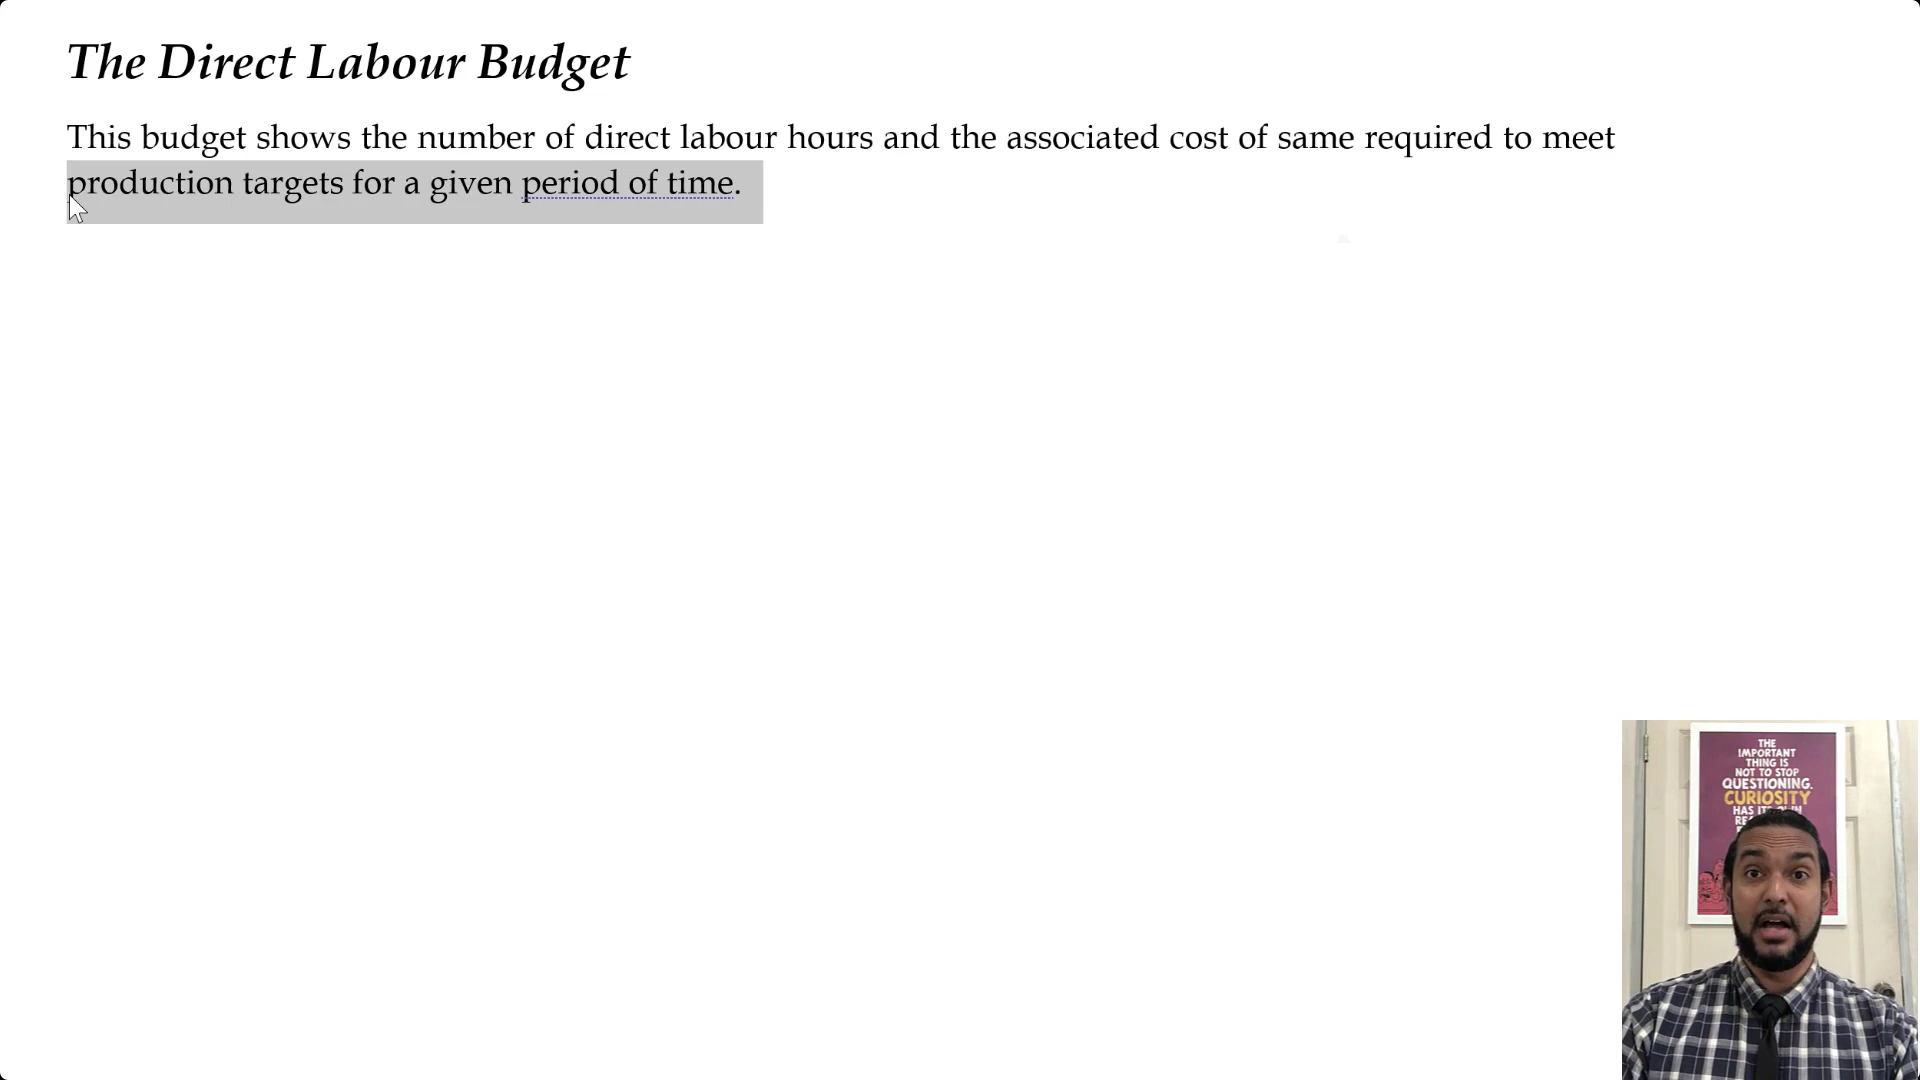 The Direct Labour Budget
This budget shows the number of direct labour hours and the associated cost of same required to meet
production targets for a given period of time.
THE
IMPORTANT
THING IS
NOT TO STOP
QUESTIONING.
CURIOSITY
HAS ITS